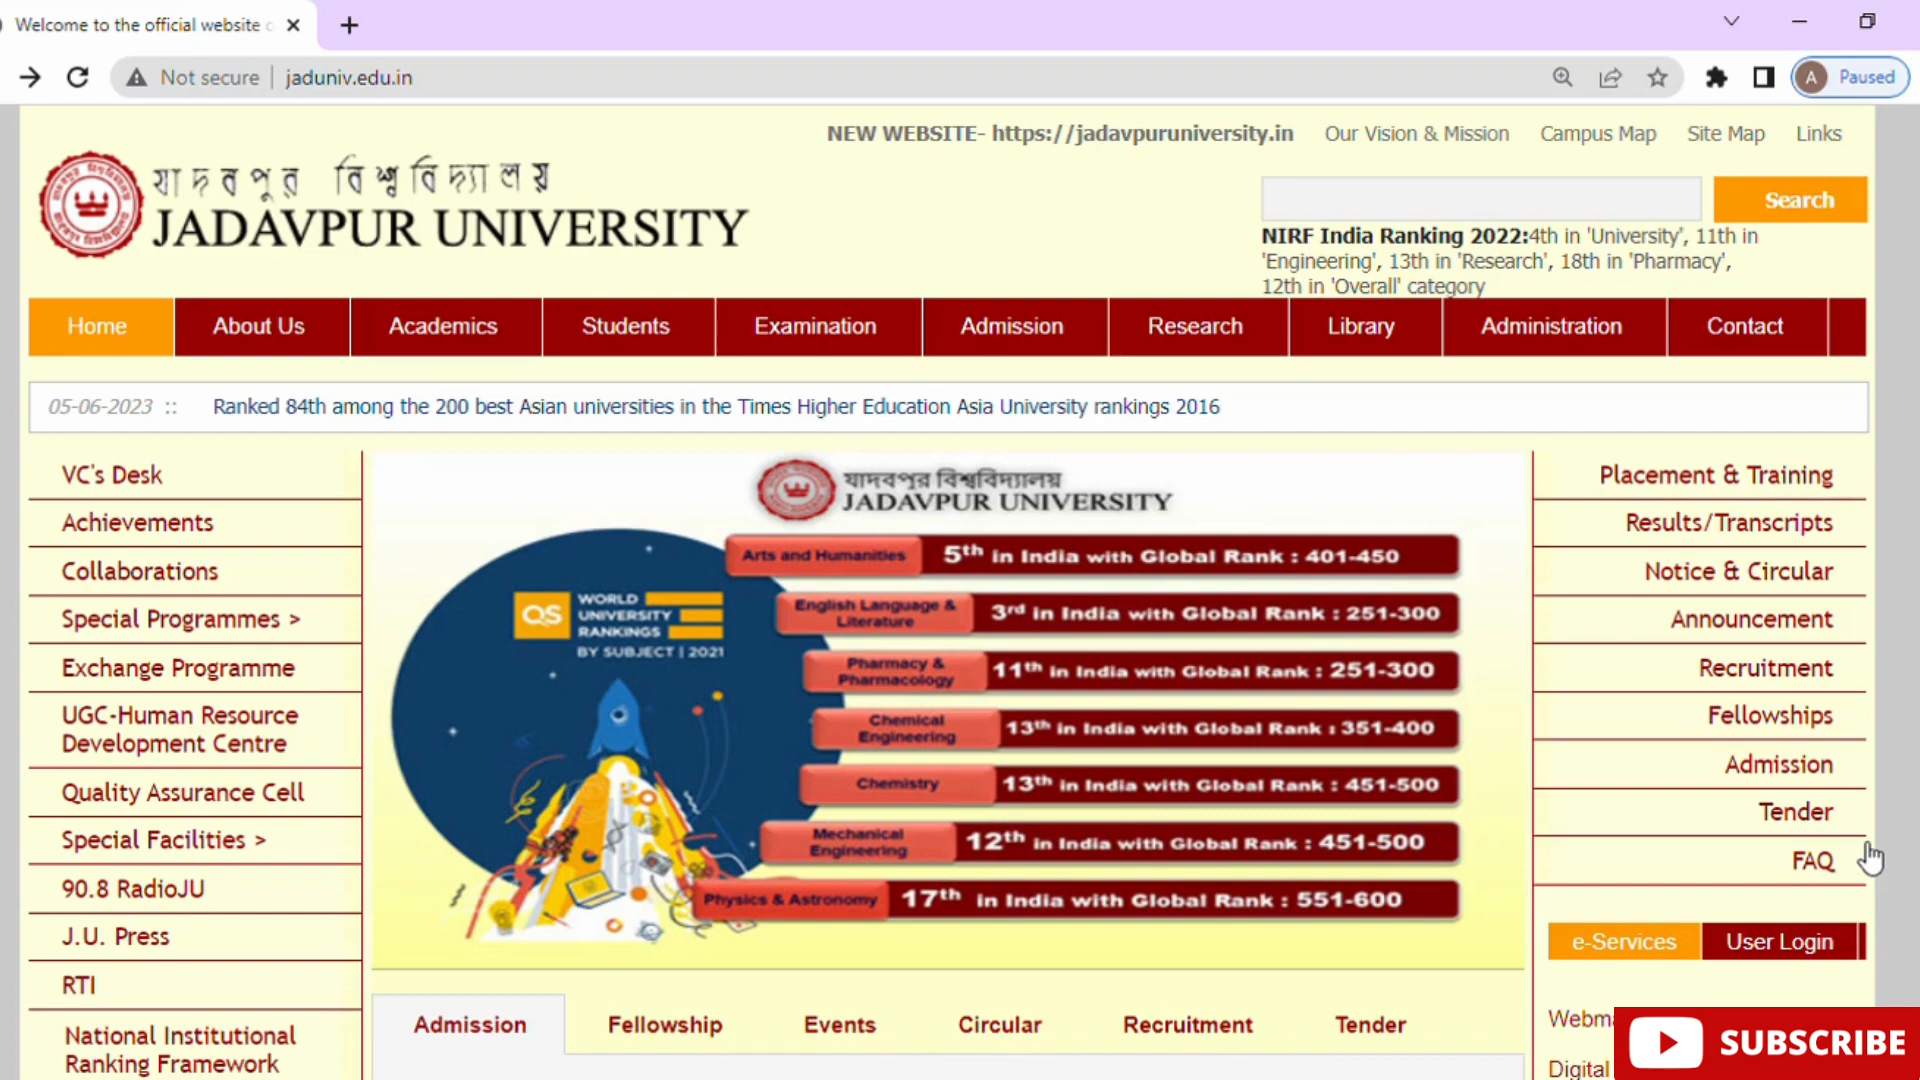 Welcome to the official website
Not secure
jaduniv.edu.in
A
Paused
NEW WEBSITE- https://jadavpuruniversity.in
Our Vision & Mission
Campus Map
Site Map
Links
যাদবপুর বিশ্ববিদ্যালয়
JADAVPUR UNIVERSITY
Search
NIRF India Ranking 2022:4th in 'University', 11th in
'Engineering', 13th in 'Research', 18th in 'Pharmacy',
12th in 'Overall' category
Home
About Us
Academics
Students
Examination
Admission
Research
Library
Administration
Contact
05-06-2023 ::
Ranked 84th among the 200 best Asian universities in the Times Higher Education Asia University rankings 2016
VC's Desk
Achievements
Collaborations
Special Programmes >
Exchange Programme
UGC-Human Resource
Development Centre
Quality Assurance Cell
Special Facilities >
90.8 RadioJU
J.U. Press
RTI
National Institutional
Ranking Framework
যাদবপুর বিশ্ববিদ্যালয়
JADAVPUR UNIVERSITY
QS
WORLD
UNIVERSITY
RANKINGS
BY SUBJECT | 2021
Arts and Humanities
5th in India with Global Rank : 401-450
English Language &
Literature
3rd in India with Global Rank : 251-300
Pharmacy &
Pharmacology
11th in India with Global Rank : 251-300
Chemical
Engineering
13th in India with Global Rank : 351-400
Chemistry
13th in India with Global Rank : 451-500
Mechanical
Engineering
12th in India with Global Rank : 451-500
Physics & Astronomy
17th in India with Global Rank : 551-600
Placement & Training
Results/Transcripts
Notice & Circular
Announcement
Recruitment
Fellowships
Admission
Tender
FAQ
e-Services
User Login
Digital
SUBSCRIBE
Admission
Fellowship
Events
Circular
Recruitment
Tender